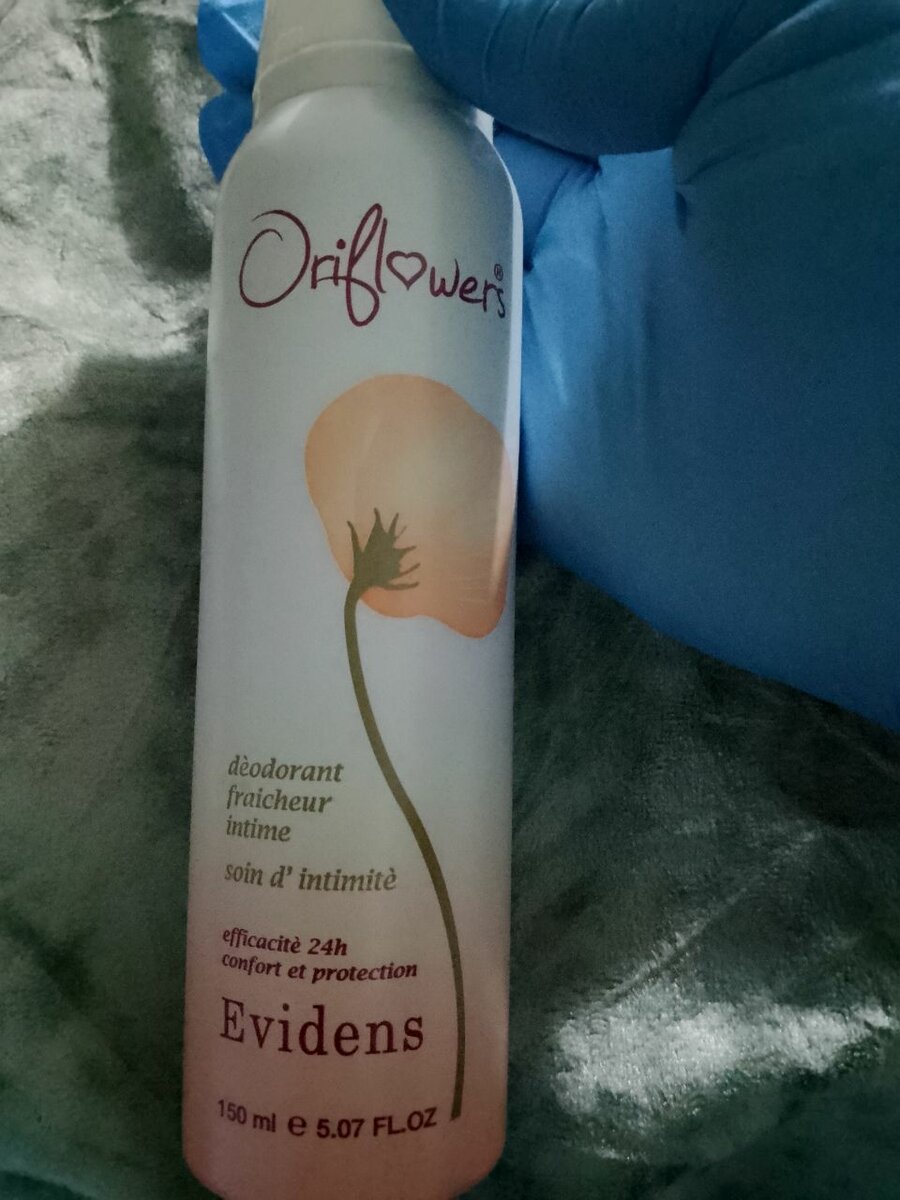 Oriflowers®
dèodorant
fraicheur
intime
soin d' intimitè
efficacitè 24h
confort et protection
Evidens
150 ml e 5.07 FL.OZ